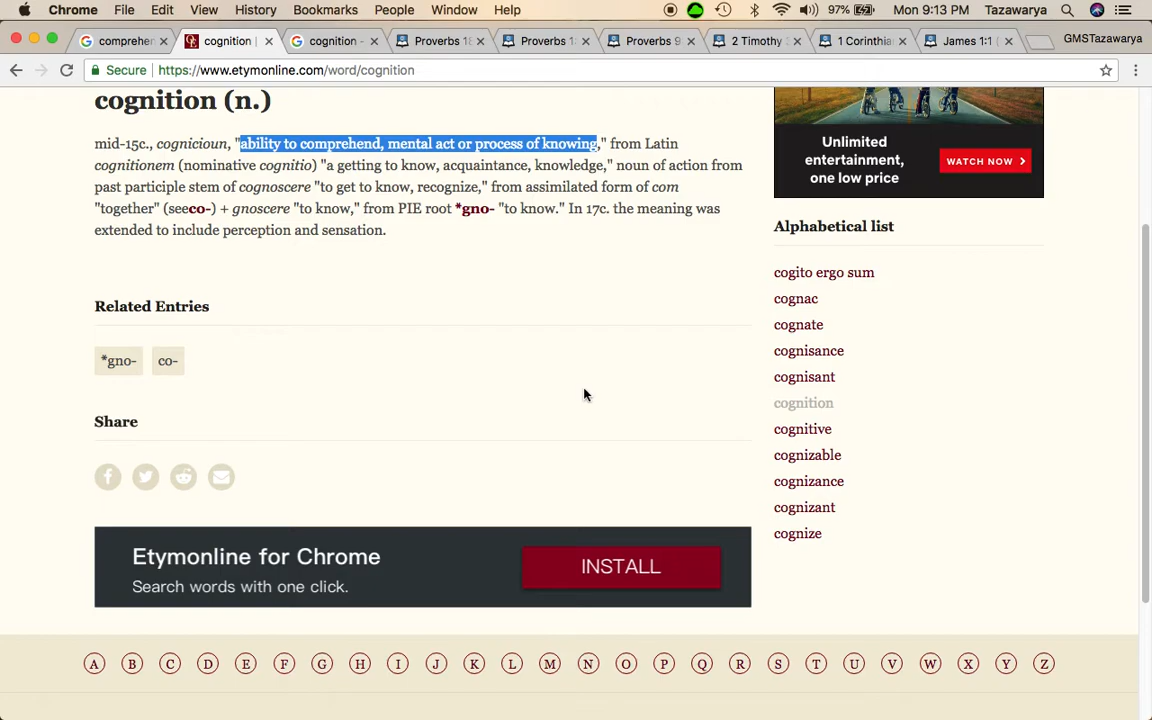 Chrome File Edit View History Bookmarks People Window Help 97% Mon 9:13 PM Tazawarya
comprehen cognition | cognition - Proverbs 18 Proverbs 1 Proverbs 9 2 Timothy 1 Corinthia James 1:1 ( GMSTazawarya
Secure https://www.etymonline.com/word/cognition
cognition (n.)
mid-15c., cognicioun, "ability to comprehend, mental act or process of knowing," from Latin
cognitionem (nominative cognitio) "a getting to know, acquaintance, knowledge," noun of action from
past participle stem of cognoscere "to get to know, recognize," from assimilated form of com
"together" (seeco-) + gnoscere "to know," from PIE root *gno- "to know." In 17c. the meaning was
extended to include perception and sensation.
Related Entries
*gno- co-
Share
Etymonline for Chrome
Search words with one click.
INSTALL
Unlimited
entertainment,
one low price
WATCH NOW
Alphabetical list
cogito ergo sum
cognac
cognate
cognisance
cognisant
cognition
cognitive
cognizable
cognizance
cognizant
cognize
A B C D E F G H I J K L M N O P Q R S T U V W X Y Z